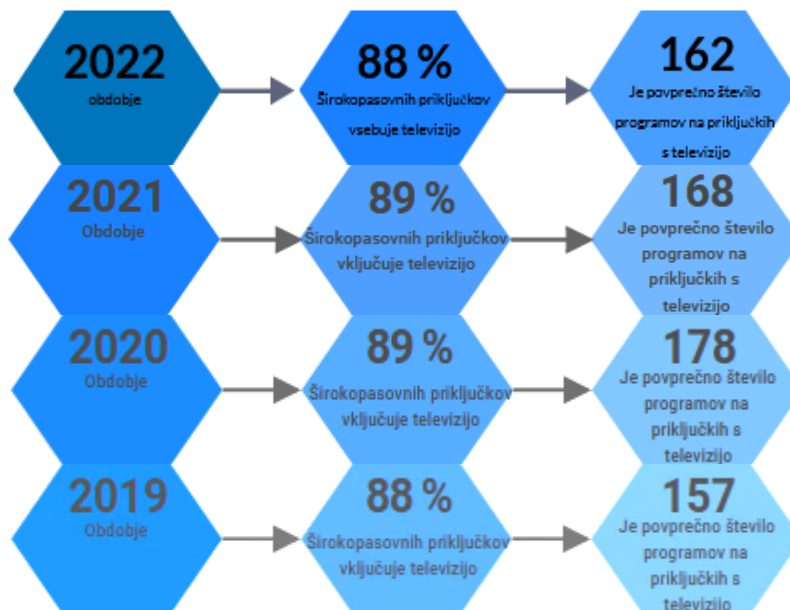 2022
obdobje
88 %
Širokopasovnih priključkov
vsebuje televizijo
162
Je povprečno število
programov na priključkih
s televizijo
2021
Obdobje
89 %
Širokopasovnih priključkov
vključuje televizijo
168
Je povprečno število
programov na
priključkih s
televizijo
2020
Obdobje
89 %
Širokopasovnih priključkov
vključuje televizijo
178
Je povprečno število
programov na
priključkih s
televizijo
2019
Obdobje
88 %
Širokopasovnih priključkov
vključuje televizijo
157
Je povprečno število
programov na
priključkih s
televizijo